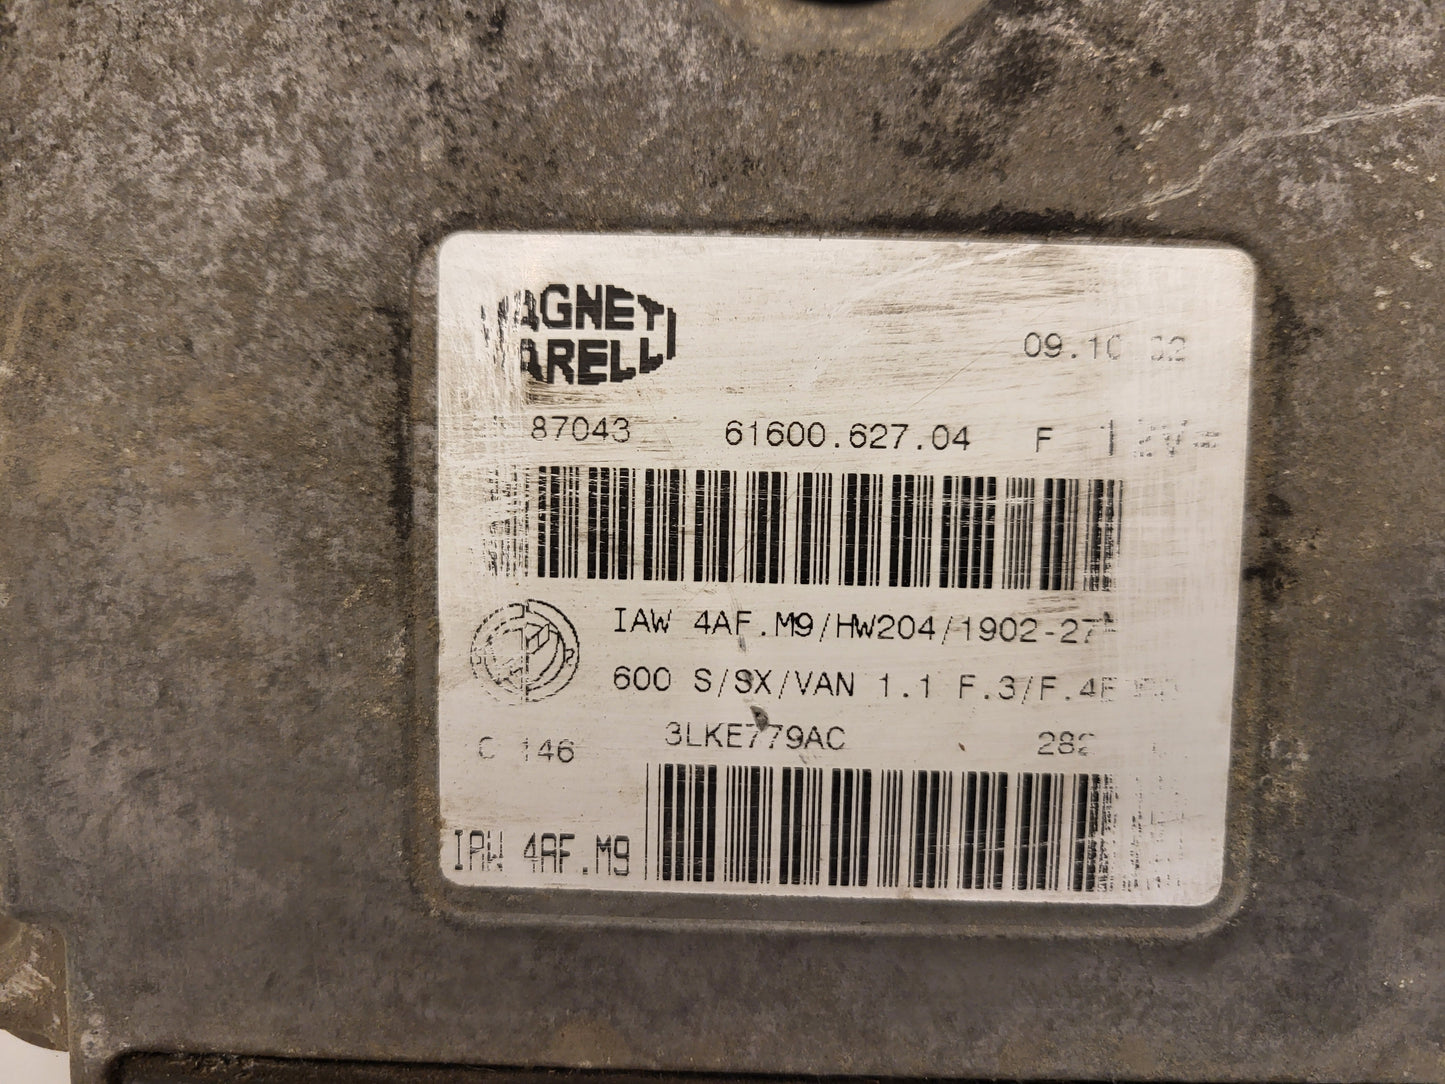 MAGNETI
MARELLI
09.10
87043 61600.627.04 F
IAW 4AF.M9/HW204/1902-27
600 S/SX/VAN 1.1 F.3/F.4
C 146 3LKE779AC 282
IAW 4AF.M9